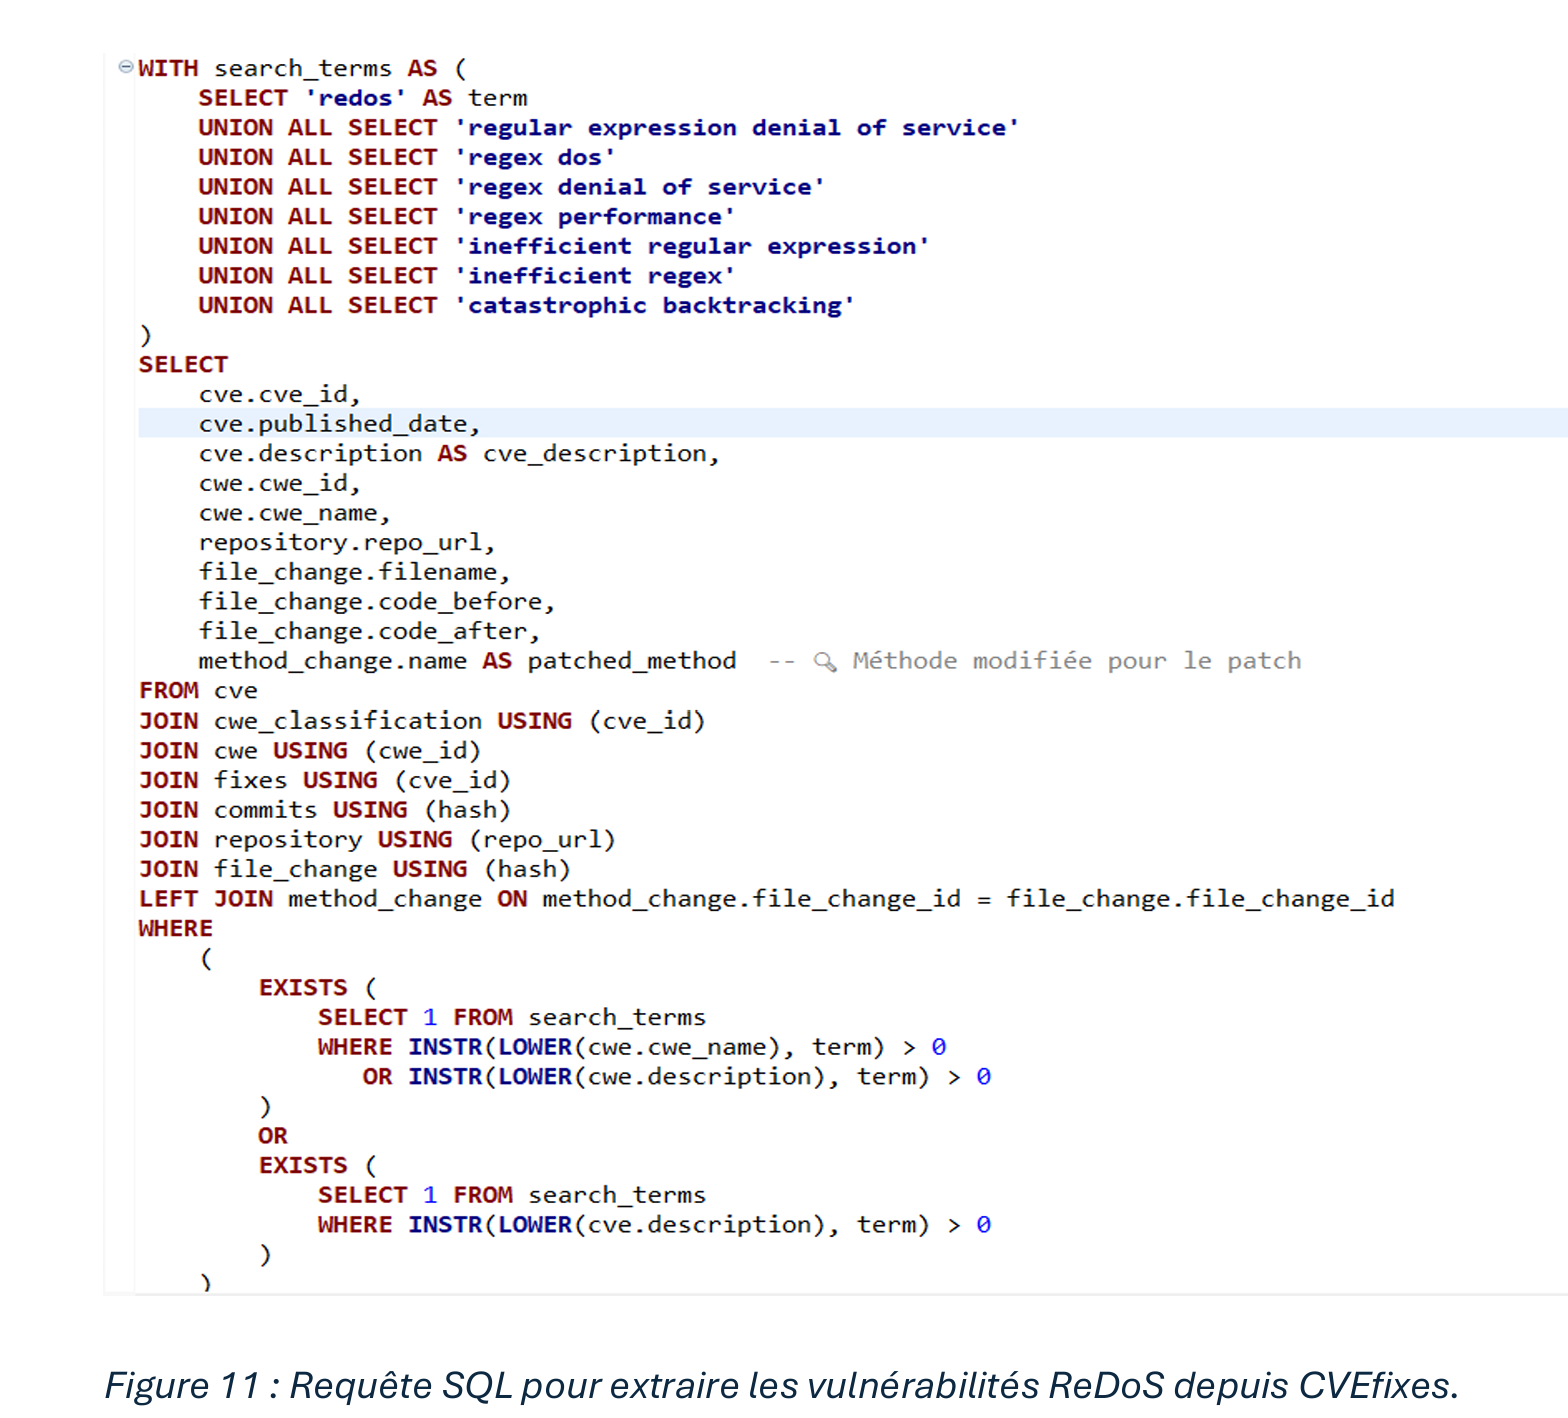 WITH search_terms AS (
    SELECT 'redos' AS term
    UNION ALL SELECT 'regular expression denial of service'
    UNION ALL SELECT 'regex dos'
    UNION ALL SELECT 'regex denial of service'
    UNION ALL SELECT 'regex performance'
    UNION ALL SELECT 'inefficient regular expression'
    UNION ALL SELECT 'inefficient regex'
    UNION ALL SELECT 'catastrophic backtracking'
)
SELECT
    cve.cve_id,
    cve.published_date,
    cve.description AS cve_description,
    cwe.cwe_id,
    cwe.cwe_name,
    repository.repo_url,
    file_change.filename,
    file_change.code_before,
    file_change.code_after,
    method_change.name AS patched_method  -- 🔍 Méthode modifiée pour le patch
FROM cve
JOIN cwe_classification USING (cve_id)
JOIN cwe USING (cwe_id)
JOIN fixes USING (cve_id)
JOIN commits USING (hash)
JOIN repository USING (repo_url)
JOIN file_change USING (hash)
LEFT JOIN method_change ON method_change.file_change_id = file_change.file_change_id
WHERE
    (
        EXISTS (
            SELECT 1 FROM search_terms
            WHERE INSTR(LOWER(cwe.cwe_name), term) > 0
               OR INSTR(LOWER(cwe.description), term) > 0
        )
        OR
        EXISTS (
            SELECT 1 FROM search_terms
            WHERE INSTR(LOWER(cve.description), term) > 0
        )
    )
Figure 11 : Requête SQL pour extraire les vulnérabilités ReDoS depuis CVEfixes.